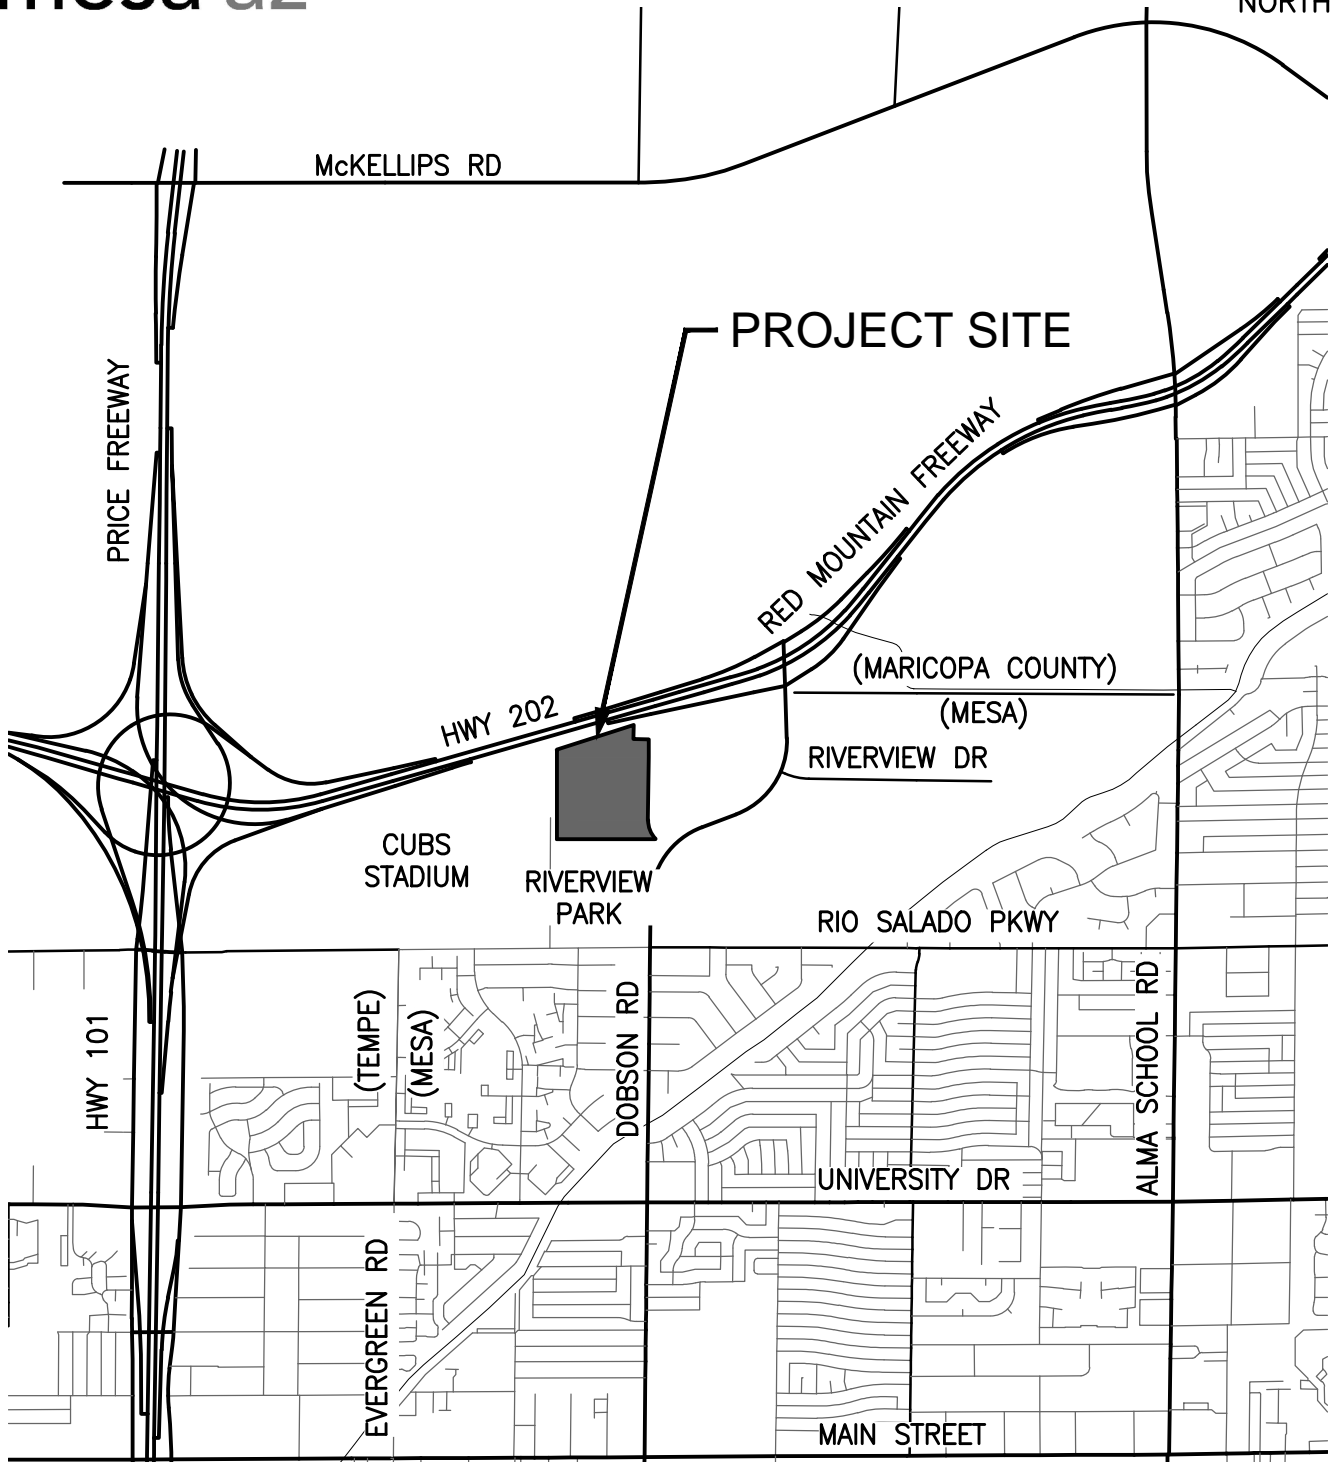 mesa az
NORTH
McKELLIPS RD
PROJECT SITE
PRICE FREEWAY
RED MOUNTAIN FREEWAY
(MARICOPA COUNTY)
(MESA)
HWY 202
RIVERVIEW DR
CUBS
STADIUM
RIVERVIEW
PARK
RIO SALADO PKWY
HWY 101
(TEMPE)
(MESA)
DOBSON RD
ALMA SCHOOL RD
UNIVERSITY DR
EVERGREEN RD
MAIN STREET